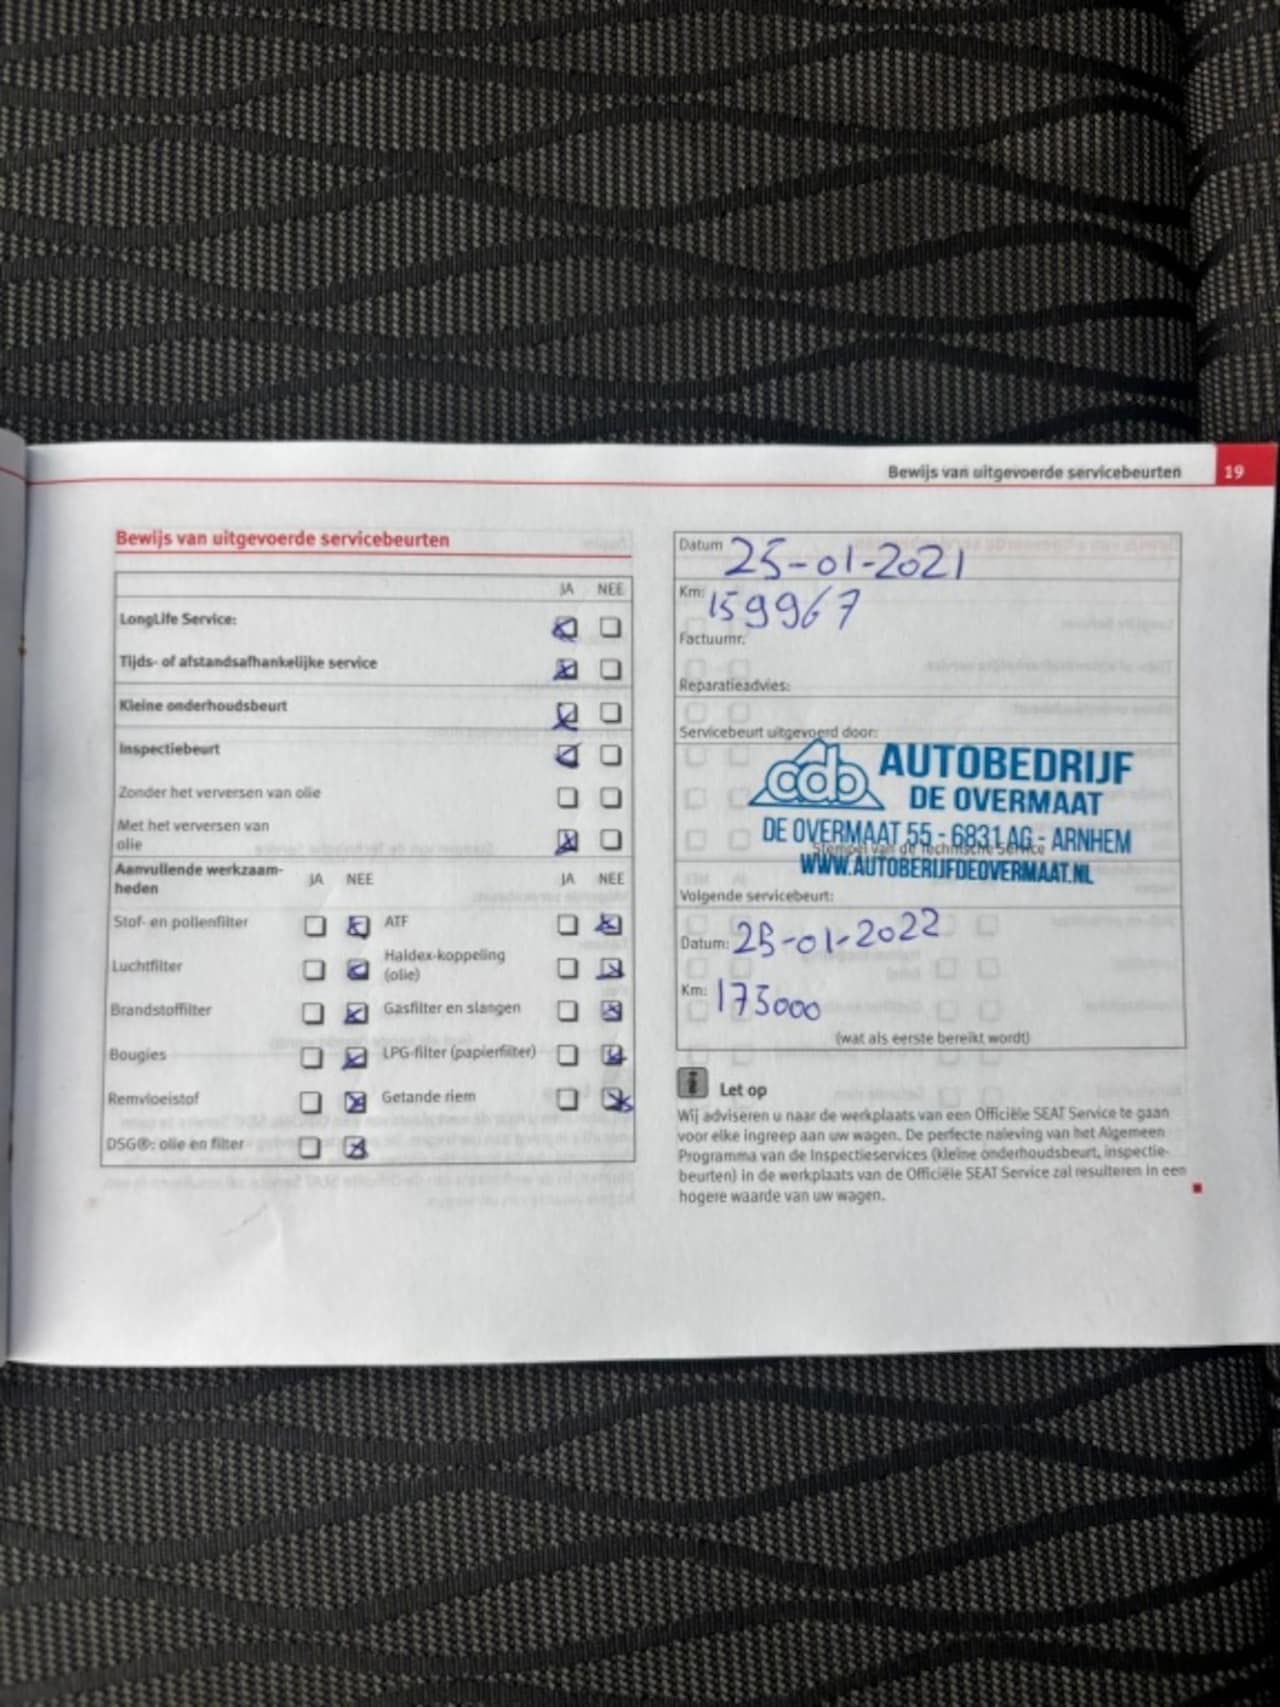 Bewijs van uitgevoerde servicebeurten 19
Bewijs van uitgevoerde servicebeurten
JA NEE
LongLife Service:
Tijds- of afstandsafhankelijke service
Kleine onderhoudsbeurt
Inspectiebeurt
Zonder het verversen van olie
Met het verversen van
olie
Aanvullende werkzaam-
heden
JA NEE JA NEE
Stof- en pollenfilter ATF
Luchtfilter Haldex-koppeling
(olie)
Brandstoffilter Gasfilter en slangen
Bougies LPG-filter (papierfilter)
Remvloeistof Getande riem
DSG®: olie en filter
Datum 25-01-2021
Km: 159967
Factuurnr.
Reparatieadvies:
Servicebeurt uitgevoerd door:
adb AUTOBEDRIJF
DE OVERMAAT
DE OVERMAAT 55 - 6831 AG - ARNHEM
Stempel van de Technische Service
WWW.AUTOBERIJFDEOVERMAAT.NL
Volgende servicebeurt:
Datum: 25-01-2022
Km: 175000
(wat als eerste bereikt wordt)
Let op
Wij adviseren u naar de werkplaats van een Officiële SEAT Service te gaan
voor elke ingreep aan uw wagen. De perfecte naleving van het Algemeen
Programma van de Inspectieservices (kleine onderhoudsbeurt, inspectie-
beurten) in de werkplaats van de Officiële SEAT Service zal resulteren in een
hogere waarde van uw wagen.